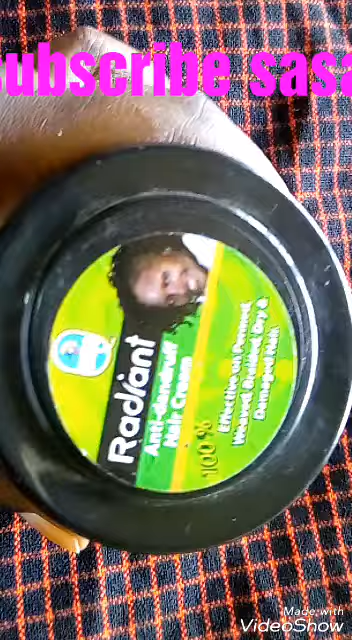 subscribe sasa
Radiant
Anti-dandruff
Hair Cream
100%
Effective on Permed,
Weaved, Braided, Dry &
Damaged Hair.
Made with
VideoShow